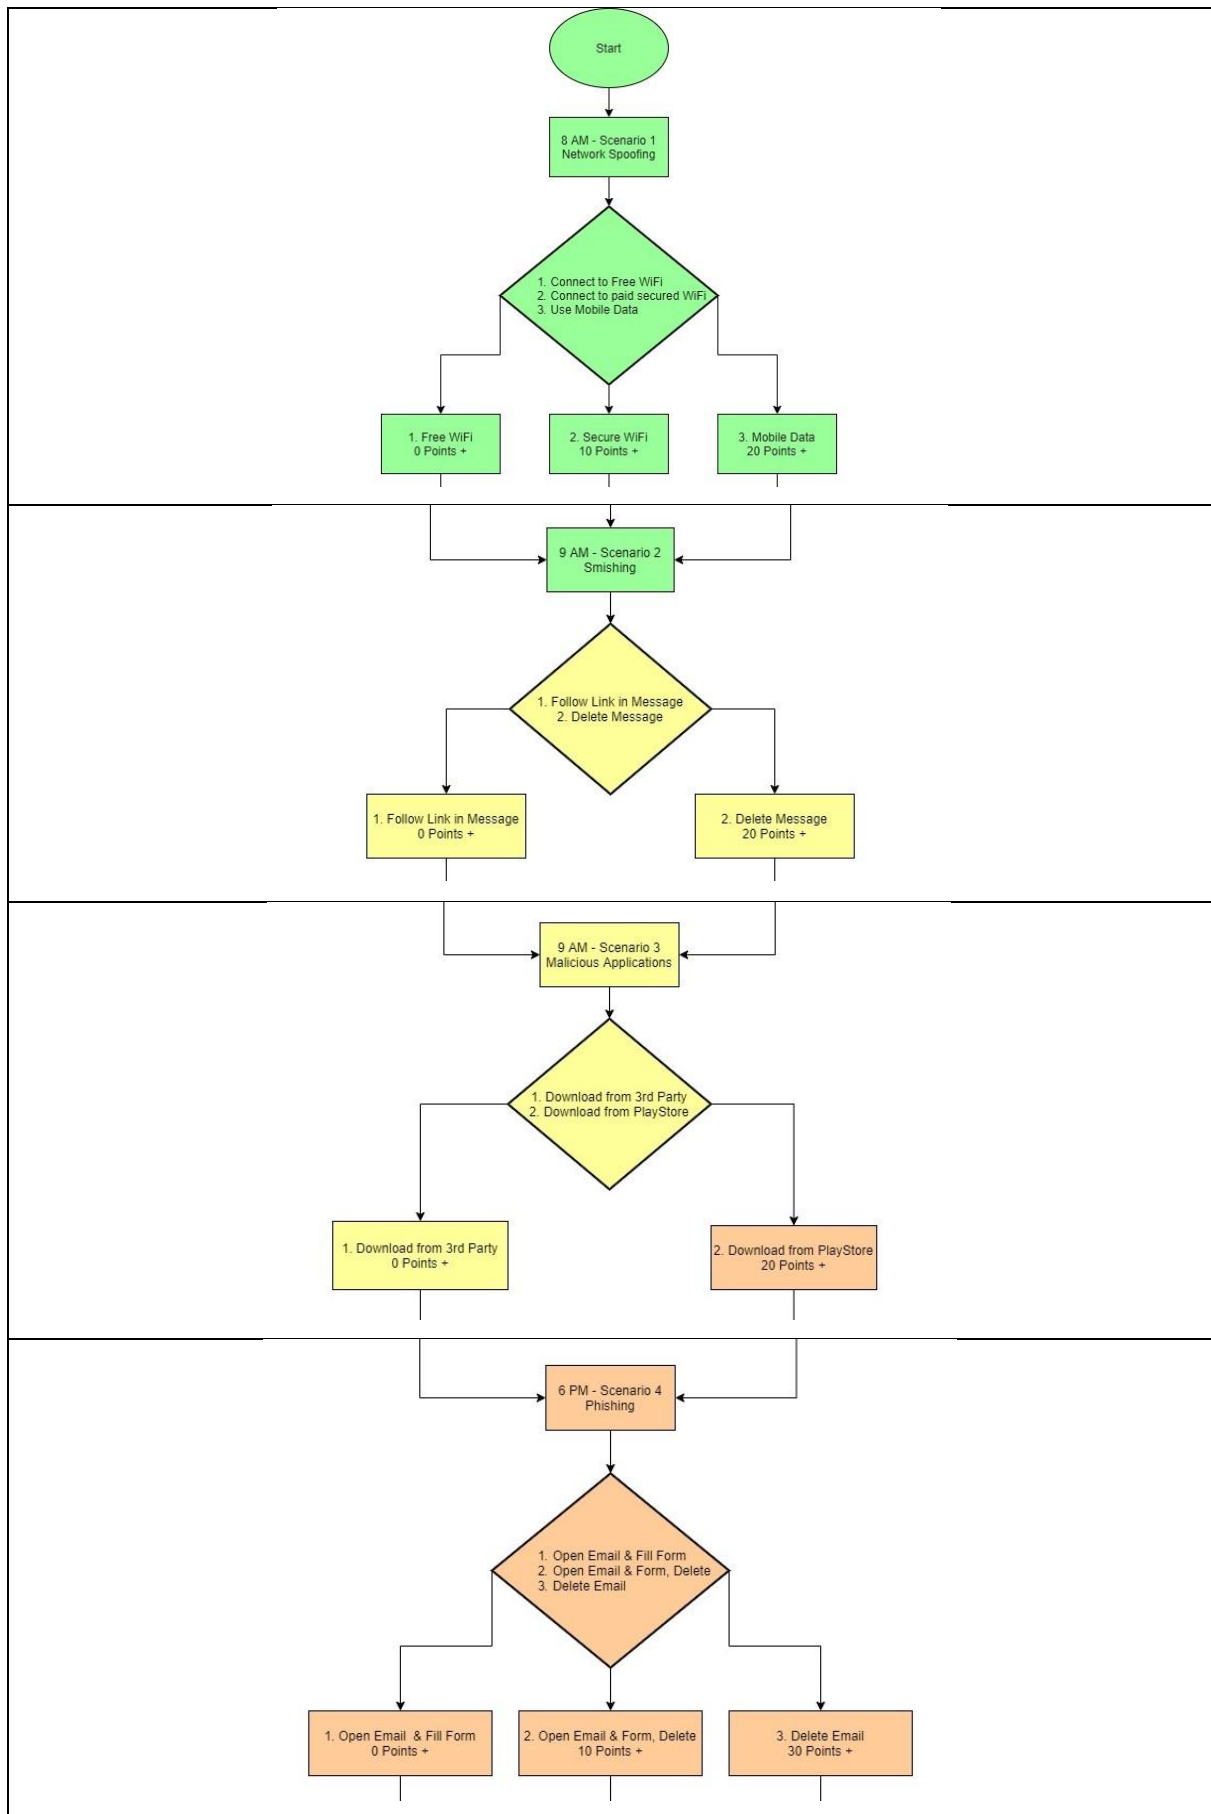 Start
8 AM - Scenario 1
Network Spoofing
1. Connect to Free WiFi
2. Connect to paid secured WiFi
3. Use Mobile Data
1. Free WiFi
0 Points +
2. Secure WiFi
10 Points +
3. Mobile Data
20 Points +
9 AM - Scenario 2
Smishing
1. Follow Link in Message
2. Delete Message
1. Follow Link in Message
0 Points +
2. Delete Message
20 Points +
9 AM - Scenario 3
Malicious Applications
1. Download from 3rd Party
2. Download from PlayStore
1. Download from 3rd Party
0 Points +
2. Download from PlayStore
20 Points +
6 PM - Scenario 4
Phishing
1. Open Email & Fill Form
2. Open Email & Form, Delete
3. Delete Email
1. Open Email & Fill Form
0 Points +
2. Open Email & Form, Delete
10 Points +
3. Delete Email
30 Points +